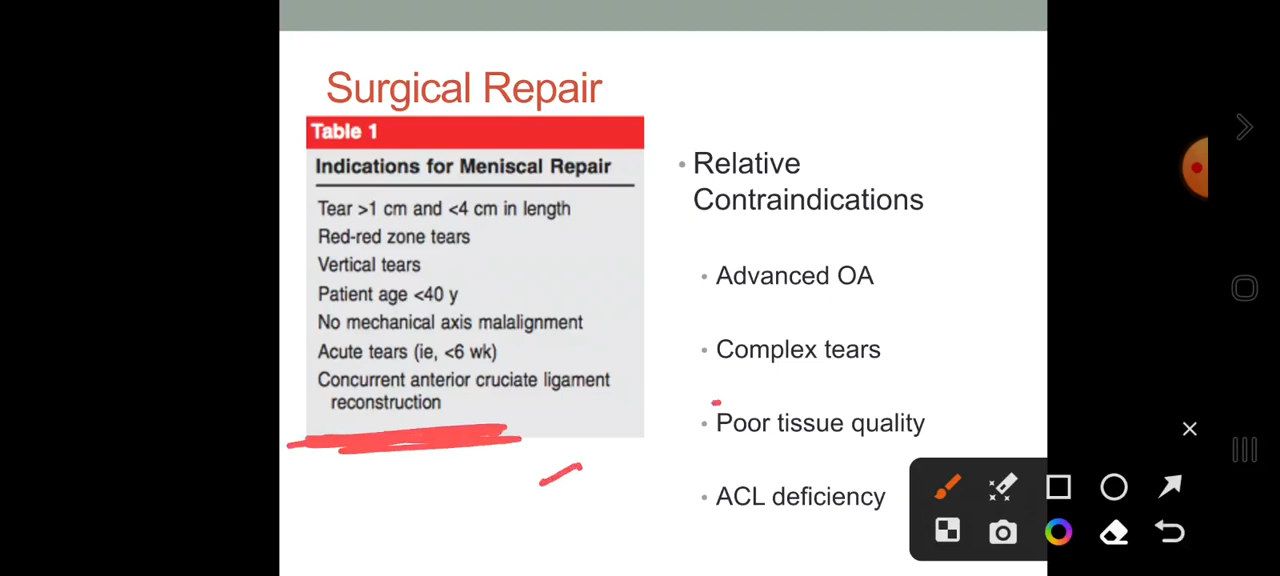 Surgical Repair
Table 1
Indications for Meniscal Repair
Tear >1 cm and <4 cm in length
Red-red zone tears
Vertical tears
Patient age <40 y
No mechanical axis malalignment
Acute tears (ie, <6 wk)
Concurrent anterior cruciate ligament
reconstruction
• Relative
Contraindications
• Advanced OA
• Complex tears
• Poor tissue quality
• ACL deficiency